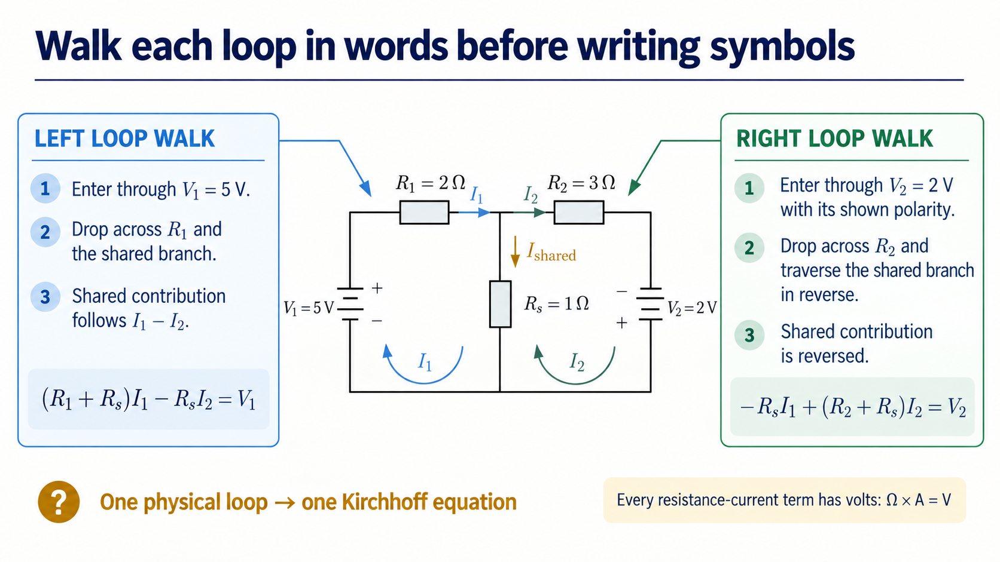 Walk each loop in words before writing symbols
LEFT LOOP WALK
1 Enter through V₁ = 5 V.
2 Drop across R₁ and
the shared branch.
3 Shared contribution
follows I₁ − I₂.
(R₁ + Rₛ)I₁ − RₛI₂ = V₁
R₁ = 2 Ω
I₁
I₂
R₂ = 3 Ω
I_shared
V₁ = 5 V
+
−
Rₛ = 1 Ω
−
+
V₂ = 2 V
I₁
I₂
RIGHT LOOP WALK
1 Enter through V₂ = 2 V
with its shown polarity.
2 Drop across R₂ and
traverse the shared branch
in reverse.
3 Shared contribution
is reversed.
−RₛI₁ + (R₂ + Rₛ)I₂ = V₂
? One physical loop → one Kirchhoff equation
Every resistance-current term has volts: Ω × A = V